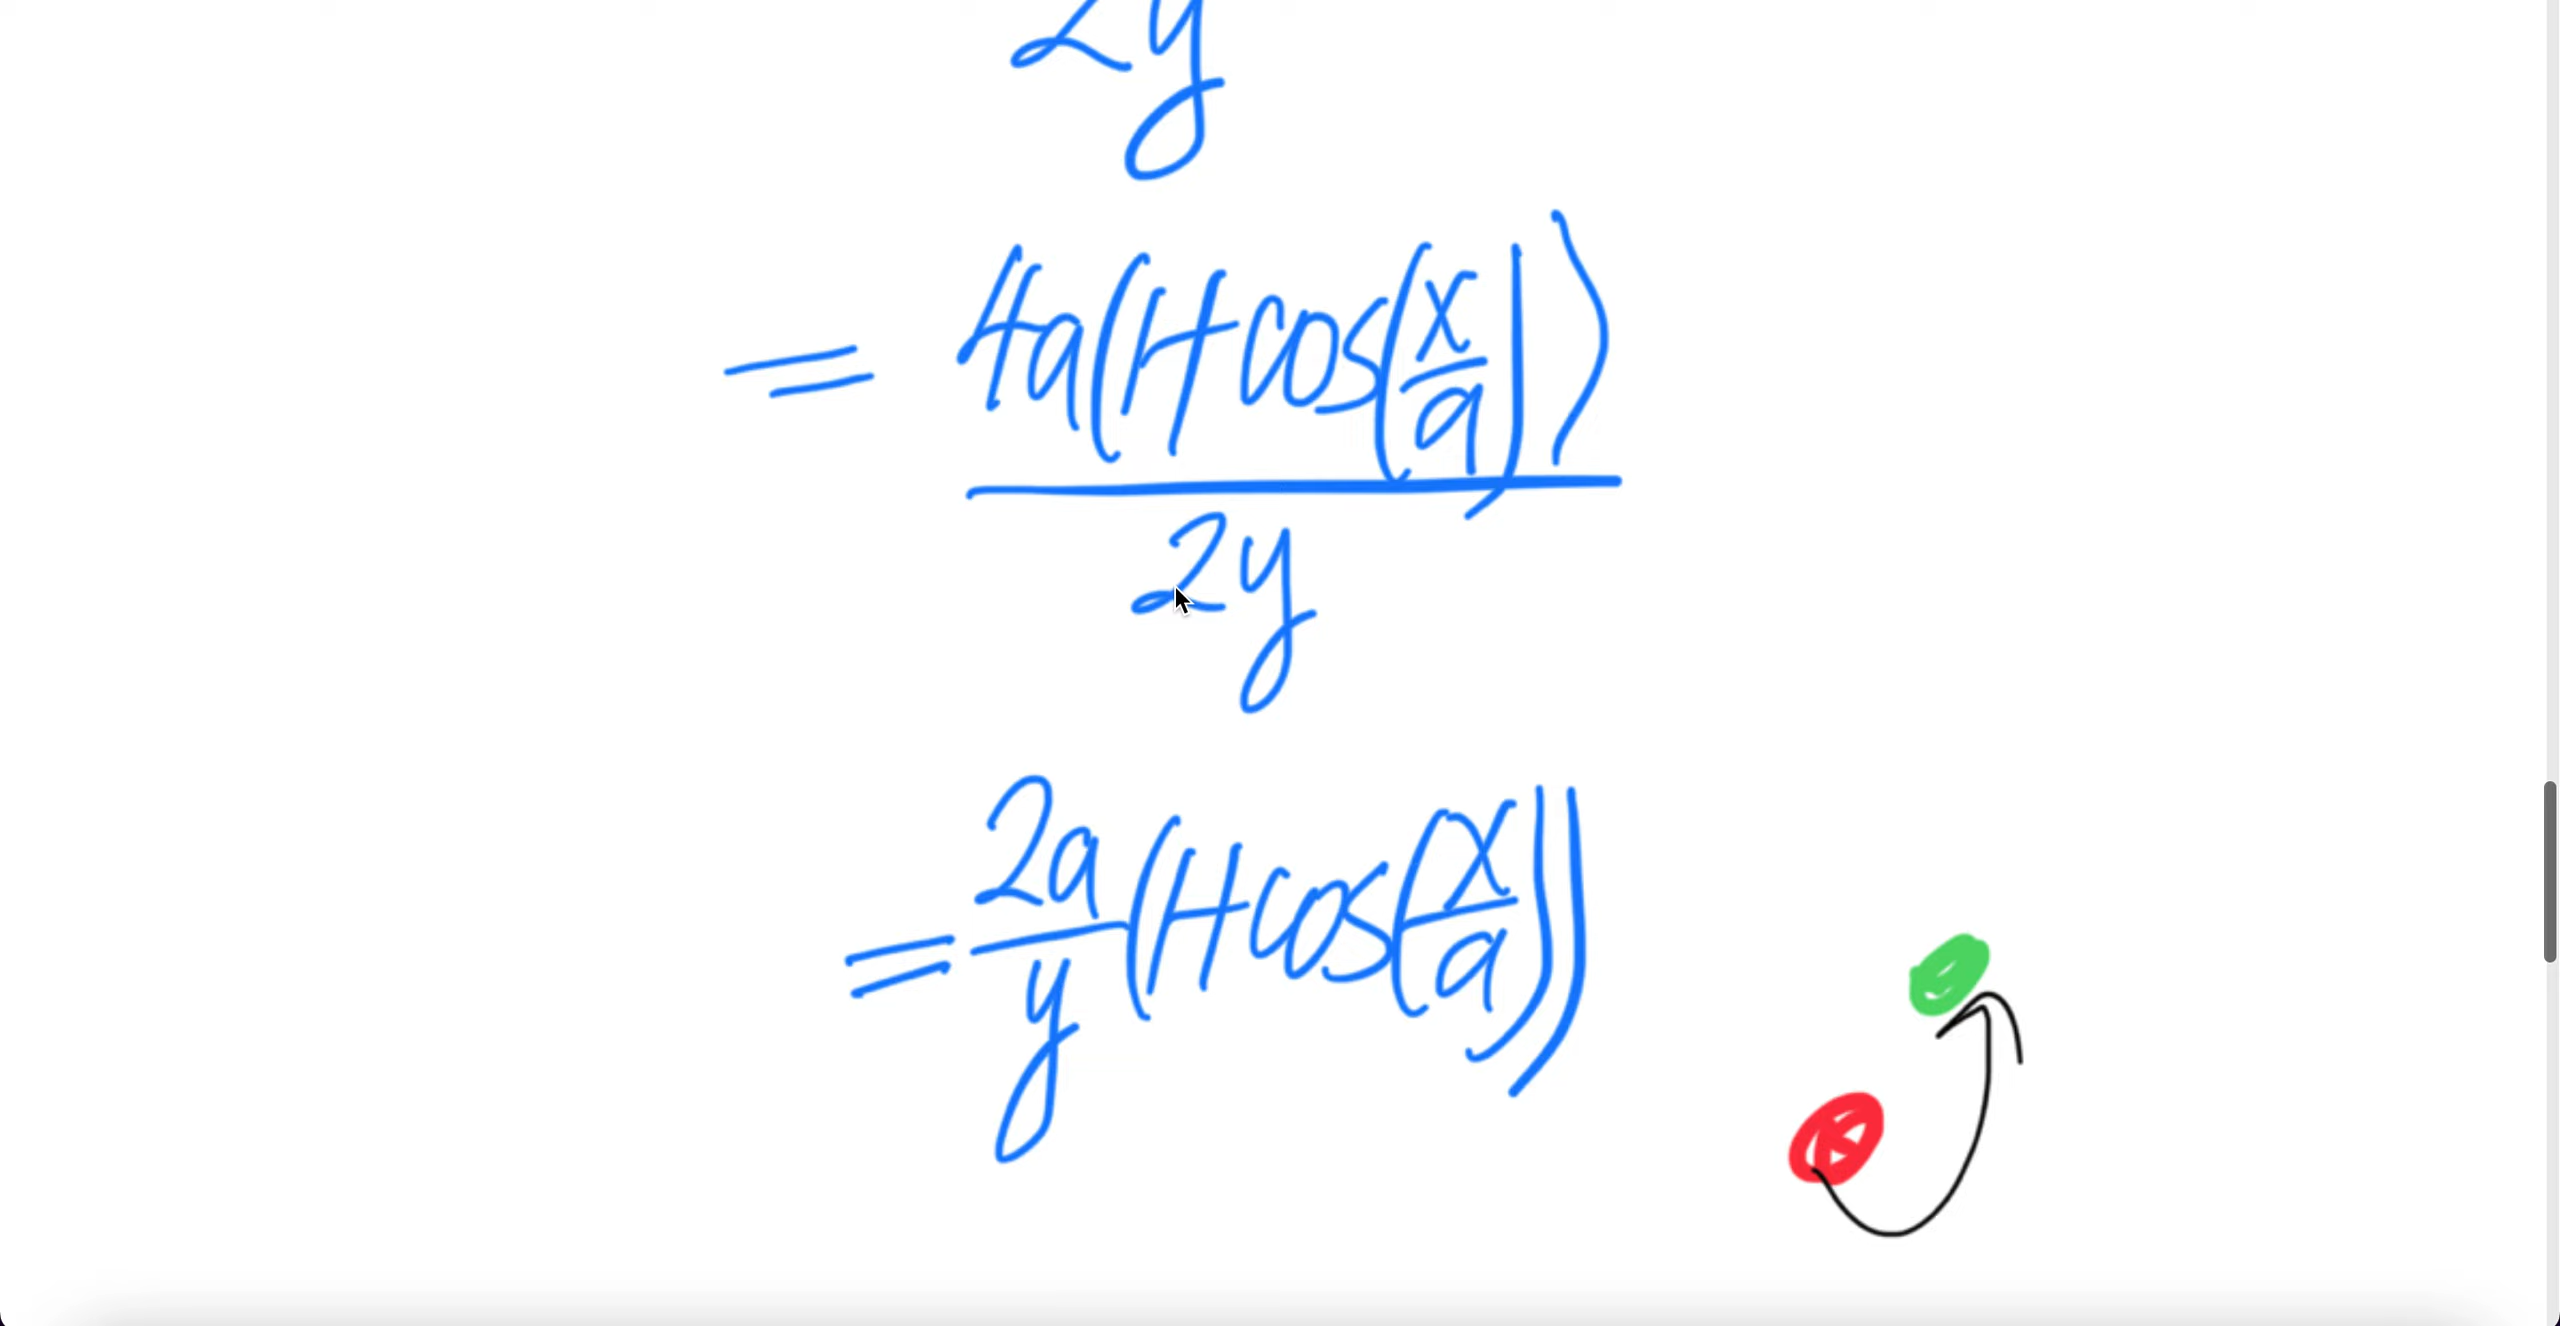 2y
= 4a(1+cos(x/a))
2y
= 2a/y (1+cos(x/a))